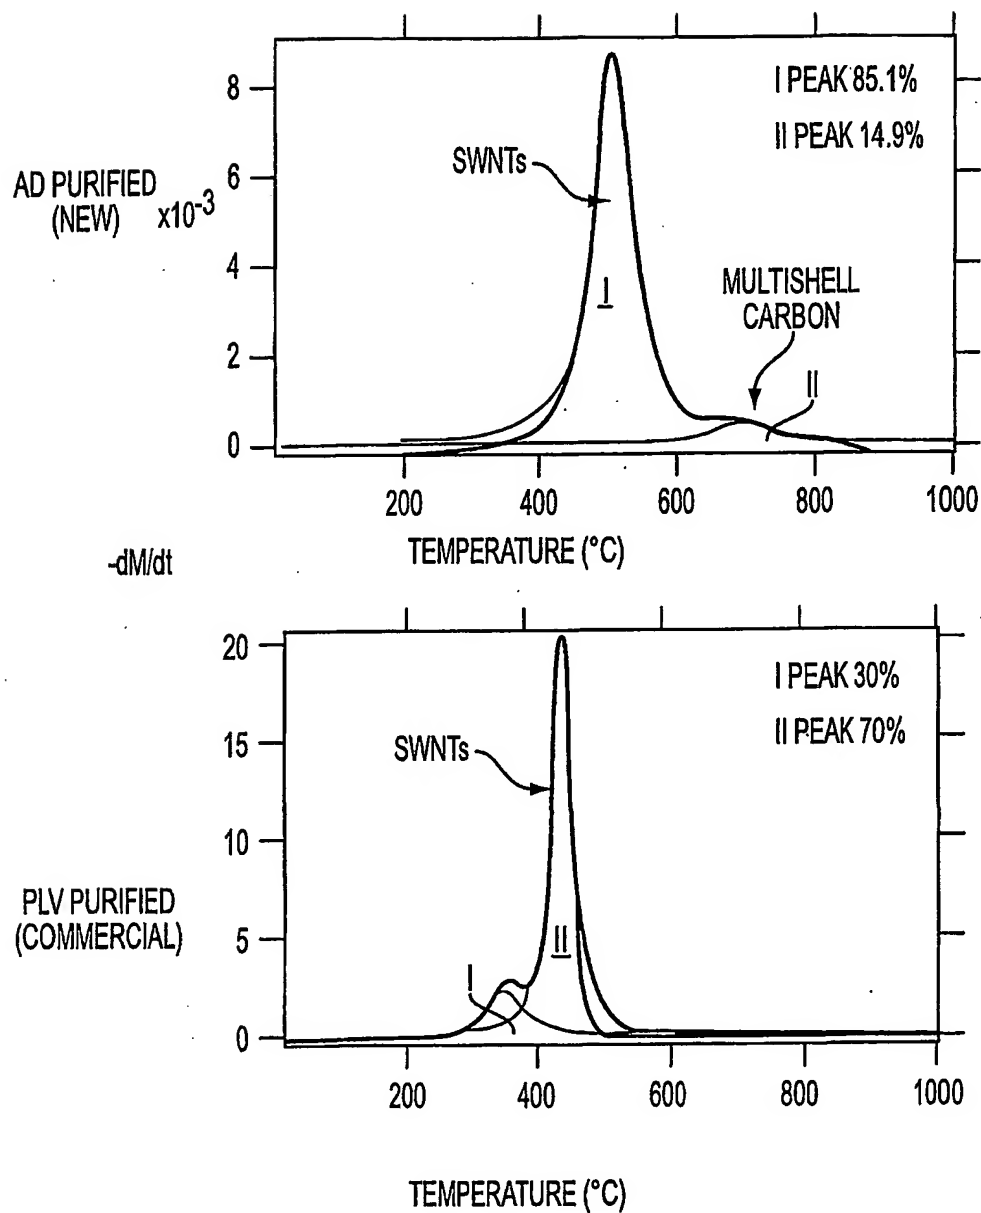 I PEAK 85.1%
II PEAK 14.9%
SWNTs
AD PURIFIED
(NEW) x10-3
I
MULTISHELL
CARBON
II
8
6
4
2
0
200 400 600 800 1000
TEMPERATURE (°C)
-dM/dt
I PEAK 30%
II PEAK 70%
SWNTs
PLV PURIFIED
(COMMERCIAL)
I
II
20
15
10
5
0
200 400 600 800 1000
TEMPERATURE (°C)